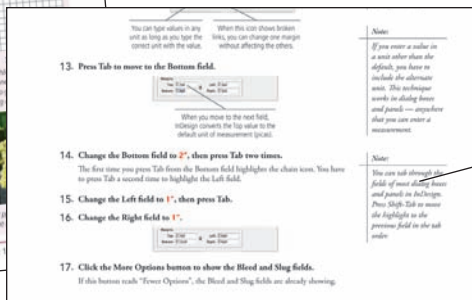 You can type values in any
unit as long as you type the
correct unit with the value.
When this icon shows broken
links, you can change one margin
without affecting the others.
13. Press Tab to move to the Bottom field.
When you move to the next field,
InDesign converts the Top value to the
default unit of measurement (picas).
14. Change the Bottom field to 2", then press Tab two times.
The first time you press Tab from the Bottom field highlights the chain icon. You have
to press Tab a second time to highlight the Left field.
15. Change the Left field to 1", then press Tab.
16. Change the Right field to 1".
17. Click the More Options button to show the Bleed and Slug fields.
If this button reads "Fewer Options", the Bleed and Slug fields are already showing.
Note:
If you enter a value in
a unit other than the
default, you have to
include the alternate
unit. This technique
works in dialog boxes
and panels — anywhere
that you can enter a
measurement.
Note:
You can tab through the
fields of most dialog boxes
and panels in InDesign.
Press Shift-Tab to move
the highlight to the
previous field in the tab
order.